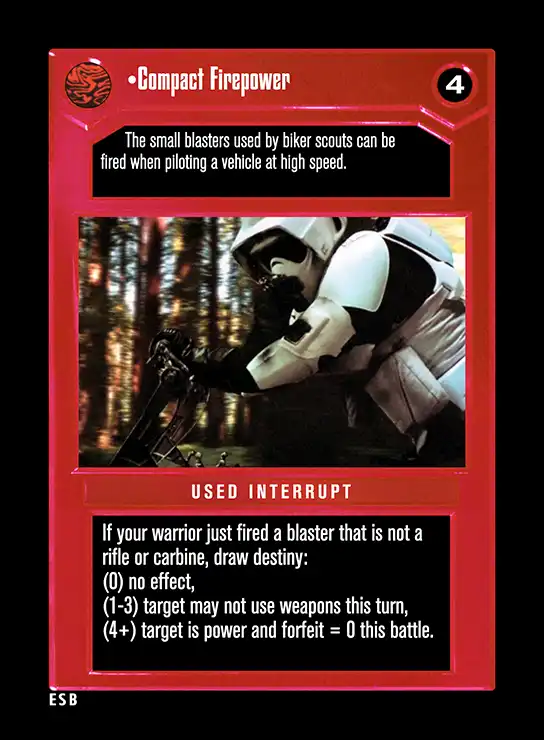 •Compact Firepower
4
The small blasters used by biker scouts can be
fired when piloting a vehicle at high speed.
USED INTERRUPT
If your warrior just fired a blaster that is not a
rifle or carbine, draw destiny:
(0) no effect,
(1-3) target may not use weapons this turn,
(4+) target is power and forfeit = 0 this battle.
ESB